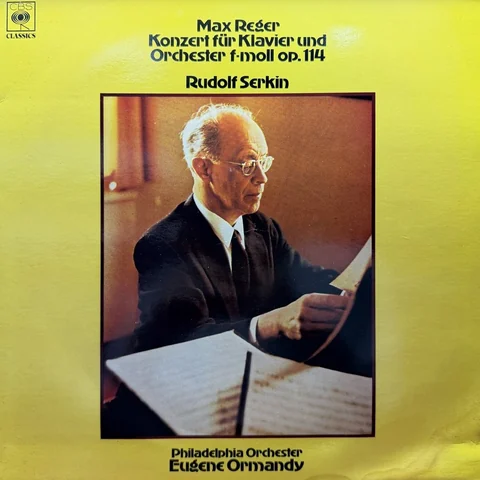 CBS
CLASSICS
Max Reger
Konzert für Klavier und
Orchester f-moll op. 114
Rudolf Serkin
Philadelphia Orchester
Eugene Ormandy